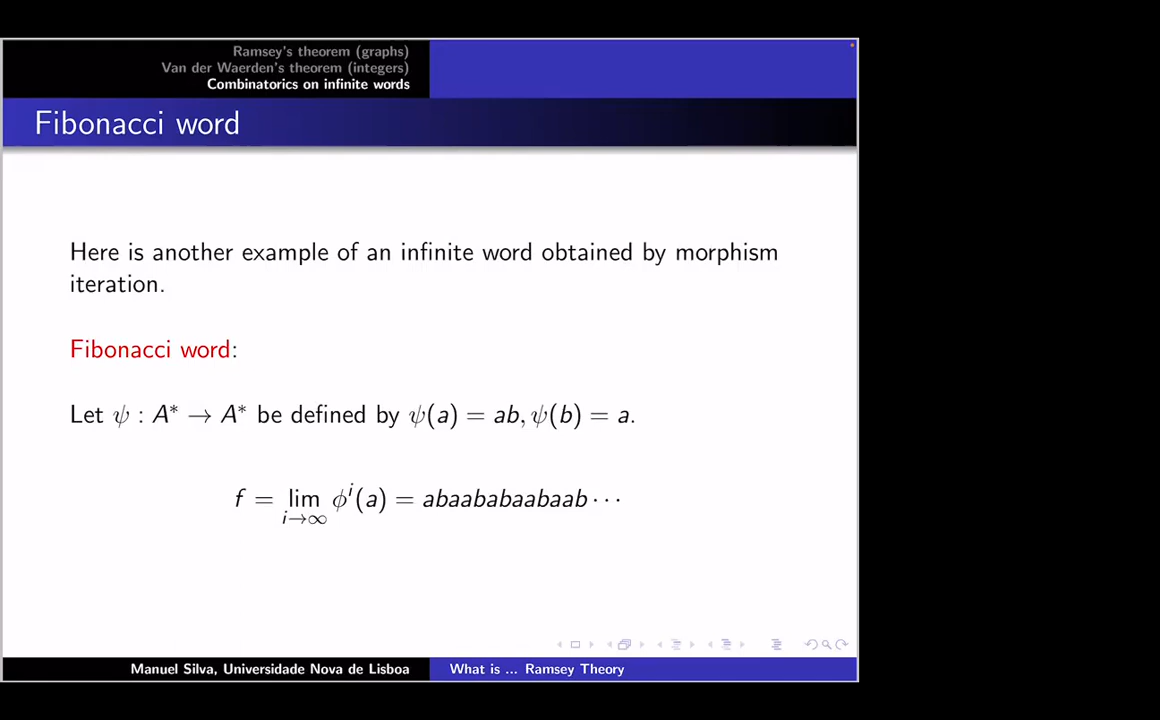 Ramsey's theorem (graphs)
Van der Waerden's theorem (integers)
Combinatorics on infinite words
Fibonacci word
Here is another example of an infinite word obtained by morphism
iteration.
Fibonacci word:
Let ψ : A* → A* be defined by ψ(a) = ab, ψ(b) = a.
f = lim ϕⁱ(a) = abaababaabaab ⋯
i→∞
Manuel Silva, Universidade Nova de Lisboa
What is ... Ramsey Theory